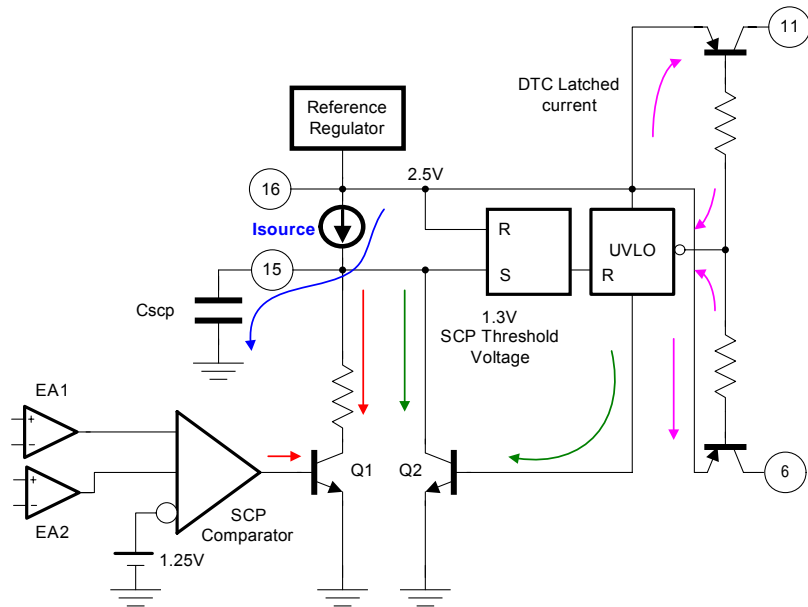 11
DTC Latched
current
Reference
Regulator
16
2.5V
Isource
R
UVLO
15
S
R
Cscp
1.3V
SCP Threshold
Voltage
EA1
+
−
Q1
Q2
6
+
−
EA2
SCP
Comparator
1.25V